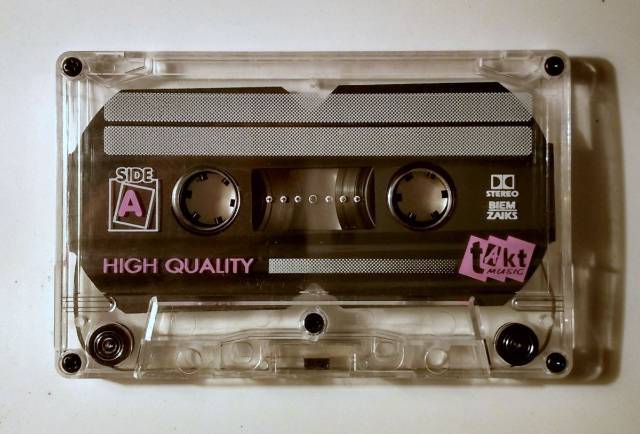 SIDE
A
STEREO
BIEM
ZAIKS
HIGH QUALITY
tAkt
MUSIC